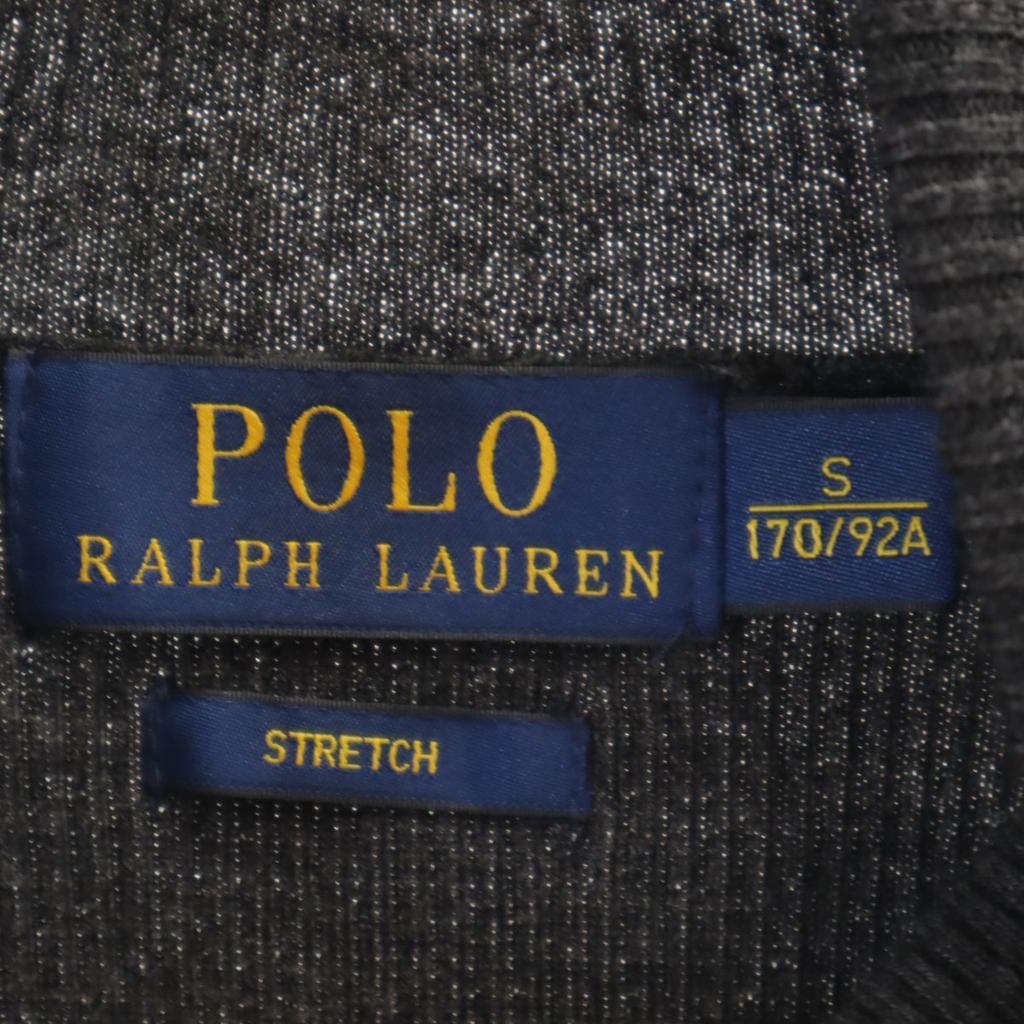 POLO
RALPH LAUREN
S
170/92A
STRETCH